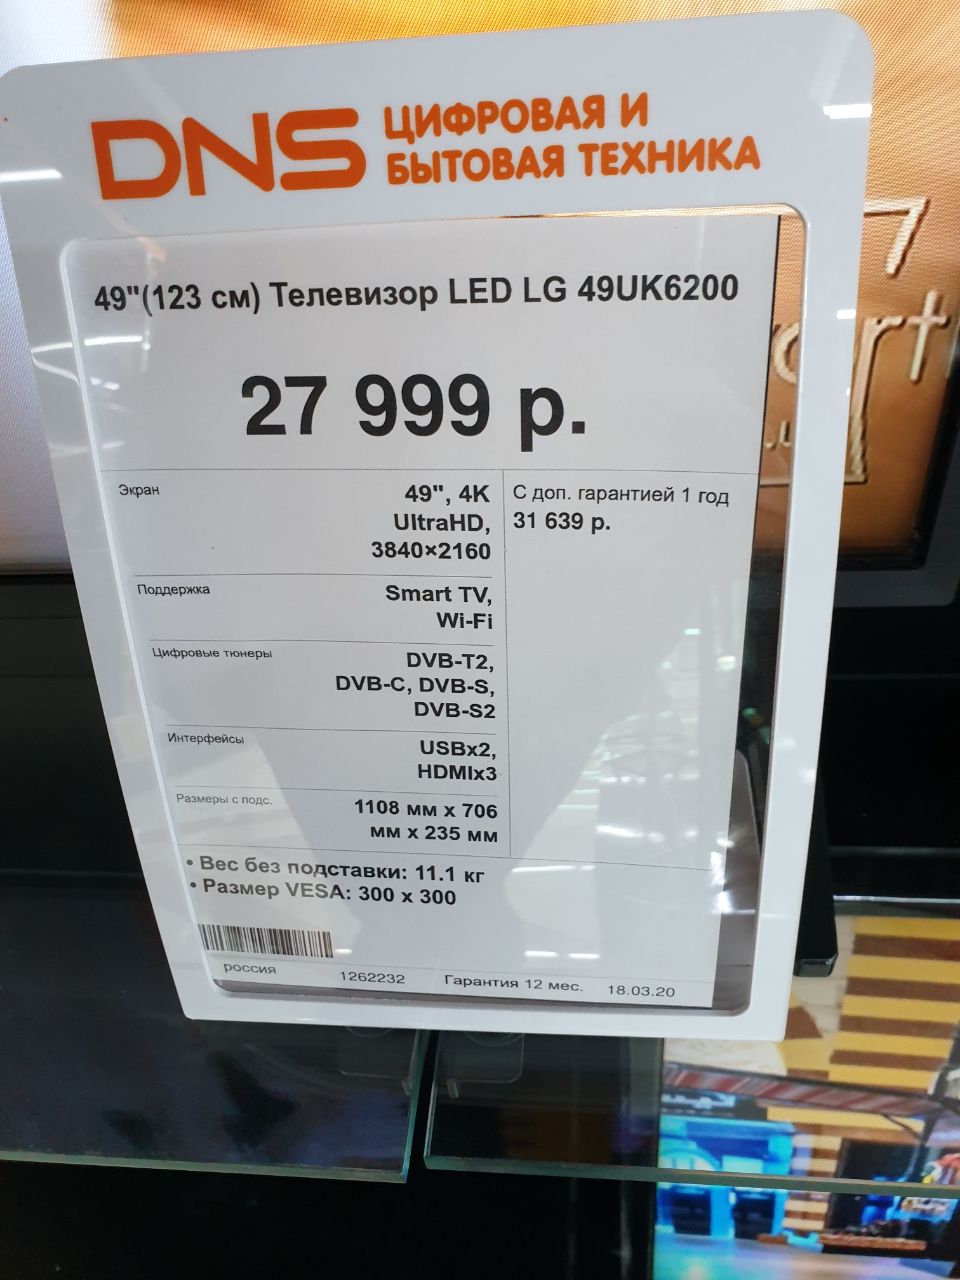 DNS ЦИФРОВАЯ И
БЫТОВАЯ ТЕХНИКА
49"(123 см) Телевизор LED LG 49UK6200
27 999 р.
Экран 49", 4K
UltraHD,
3840×2160
С доп. гарантией 1 год
31 639 р.
Поддержка Smart TV,
Wi-Fi
Цифровые тюнеры DVB-T2,
DVB-C, DVB-S,
DVB-S2
Интерфейсы USBx2,
HDMIx3
Размеры с подс. 1108 мм x 706
мм x 235 мм
• Вес без подставки: 11.1 кг
• Размер VESA: 300 x 300
россия 1262232 Гарантия 12 мес. 18.03.20
7